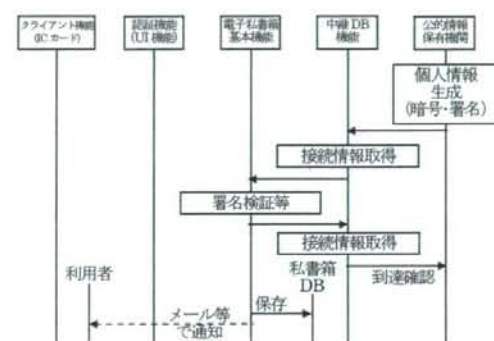 クライアント機能
(ICカード)
認証機能
(UI機能)
電子私書箱
基本機能
中継DB
機能
公的情報
保有機関
個人情報
生成
(暗号・署名)
接続情報取得
署名検証等
接続情報取得
利用者
私書箱
DB
到達確認
保存
メール等
で通知